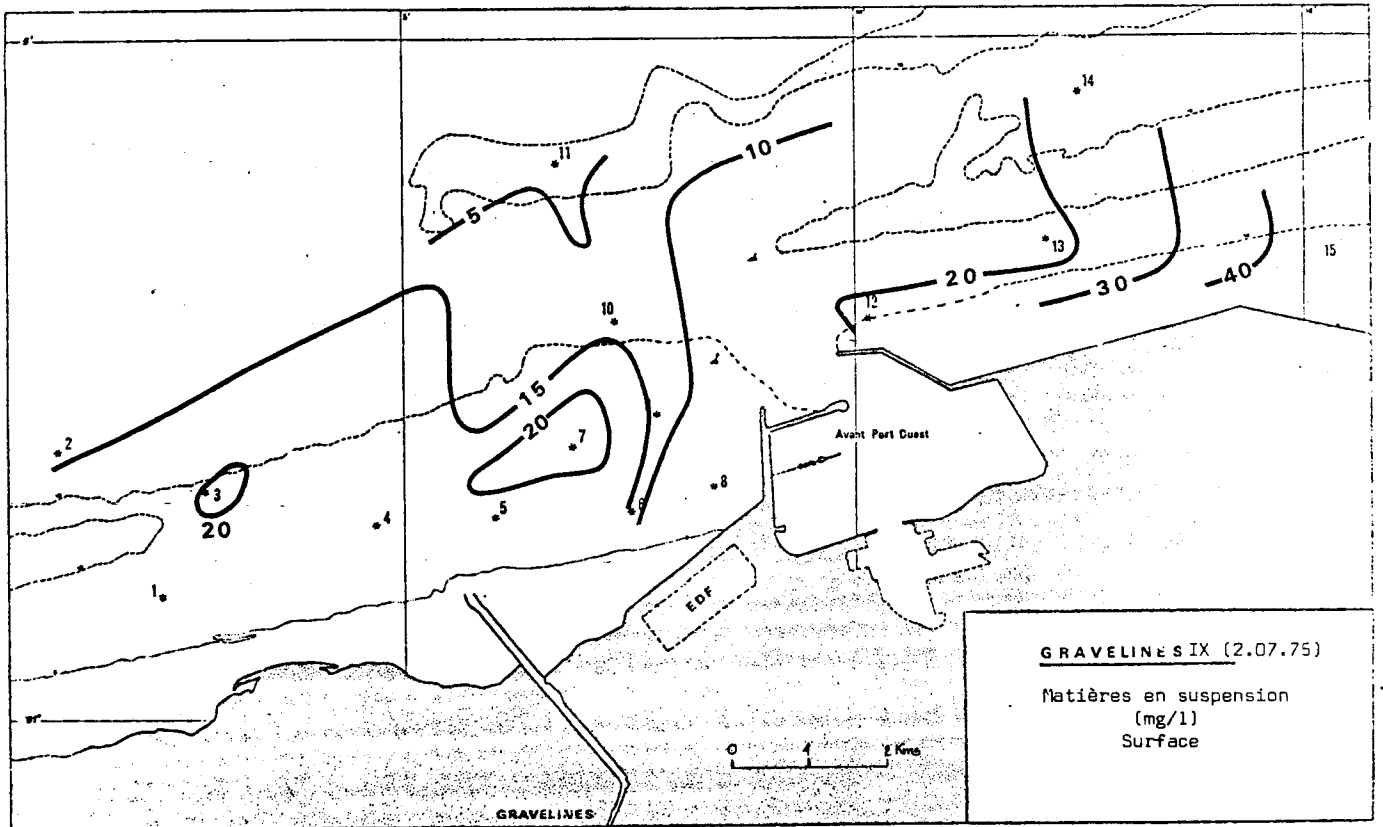 11
14
10
5
13
20
30
40
15
12
10
2
15
20
7
3
20
4
5
6
8
1
Avant Port Ouest
EDF
GRAVELINES IX (2.07.75)
Matières en suspension
(mg/l)
Surface
0 1 2 Kms
GRAVELINES